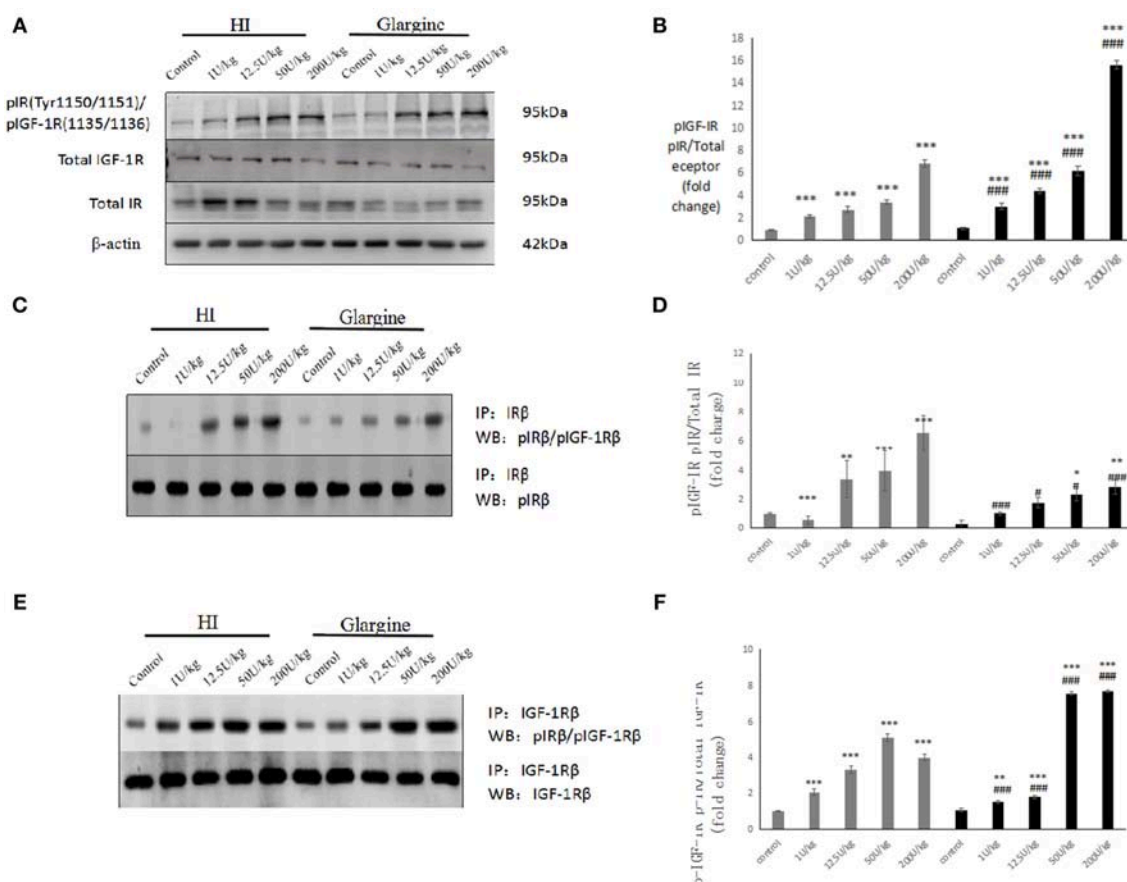 A
HI
Glarginc
Control 1U/kg 12.5U/kg 50U/kg 200U/kg Control 1U/kg 12.5U/kg 50U/kg 200U/kg
pIR(Tyr1150/1151)/
pIGF-1R(1135/1136)
95kDa
Total IGF-1R
95kDa
Total IR
95kDa
β-actin
42kDa
B
pIGF-IR
pIR/Total
eceptor
(fold
change)
18
16
14
12
10
8
6
4
2
0
***
***
***
***
***
###
***
###
***
###
***
###
control 1U/kg 12.5U/kg 50U/kg 200U/kg control 1U/kg 12.5U/kg 50U/kg 200U/kg
C
HI
Glargine
Control 1U/kg 12.5U/kg 50U/kg 200U/kg Control 1U/kg 12.5U/kg 50U/kg 200U/kg
IP: IRβ
WB: pIRβ/pIGF-1Rβ
IP: IRβ
WB: pIRβ
D
pIGF-IR pIR/Total IR
(fold charge)
12
10
8
6
4
2
0
***
**
***
***
###
#
*
#
**
###
control 1U/kg 12.5U/kg 50U/kg 200U/kg control 1U/kg 12.5U/kg 50U/kg 200U/kg
E
HI
Glargine
Control 1U/kg 12.5U/kg 50U/kg 200U/kg Control 1U/kg 12.5U/kg 50U/kg 200U/kg
IP: IGF-1Rβ
WB: pIRβ/pIGF-1Rβ
IP: IGF-1Rβ
WB: IGF-1Rβ
F
p-IGF-IR p-IR/Total
(fold change)
10
8
6
4
2
0
***
***
***
***
**
###
***
###
***
###
***
###
control 1U/kg 12.5U/kg 50U/kg 200U/kg control 1U/kg 12.5U/kg 50U/kg 200U/kg